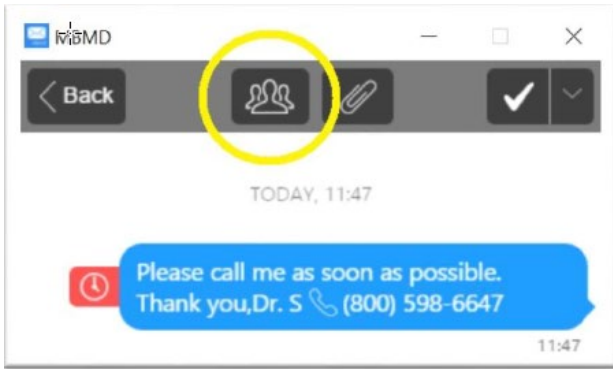 MSMD
Back
TODAY, 11:47
Please call me as soon as possible.
Thank you,Dr. S (800) 598-6647
11:47